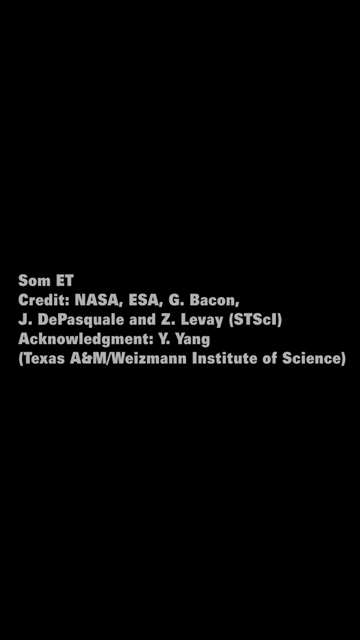 Som ET
Credit: NASA, ESA, G. Bacon,
J. DePasquale and Z. Levay (STScI)
Acknowledgment: Y. Yang
(Texas A&M/Weizmann Institute of Science)